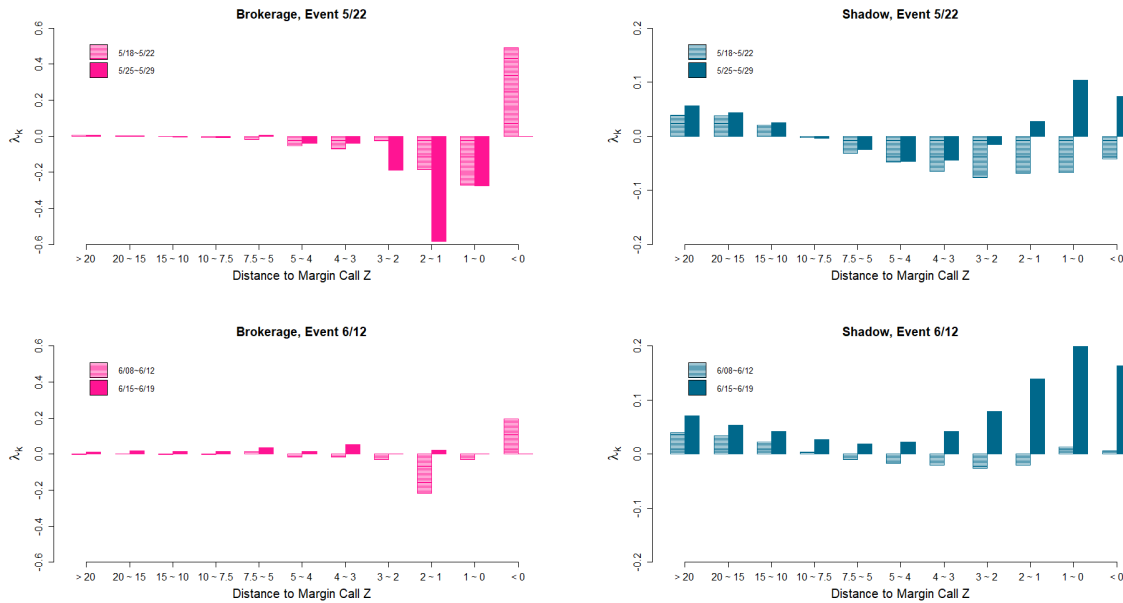 Brokerage, Event 5/22
0.6
0.4
0.2
0.0
-0.2
-0.4
-0.6
λk
5/18~5/22
5/25~5/29
> 20 20 ~ 15 15 ~ 10 10 ~ 7.5 7.5 ~ 5 5 ~ 4 4 ~ 3 3 ~ 2 2 ~ 1 1 ~ 0 < 0
Distance to Margin Call Z
Shadow, Event 5/22
0.2
0.1
0.0
-0.1
-0.2
λk
5/18~5/22
5/25~5/29
> 20 20 ~ 15 15 ~ 10 10 ~ 7.5 7.5 ~ 5 5 ~ 4 4 ~ 3 3 ~ 2 2 ~ 1 1 ~ 0 < 0
Distance to Margin Call Z
Brokerage, Event 6/12
0.6
0.4
0.2
0.0
-0.2
-0.4
-0.6
λk
6/08~6/12
6/15~6/19
> 20 20 ~ 15 15 ~ 10 10 ~ 7.5 7.5 ~ 5 5 ~ 4 4 ~ 3 3 ~ 2 2 ~ 1 1 ~ 0 < 0
Distance to Margin Call Z
Shadow, Event 6/12
0.2
0.1
0.0
-0.1
-0.2
λk
6/08~6/12
6/15~6/19
> 20 20 ~ 15 15 ~ 10 10 ~ 7.5 7.5 ~ 5 5 ~ 4 4 ~ 3 3 ~ 2 2 ~ 1 1 ~ 0 < 0
Distance to Margin Call Z